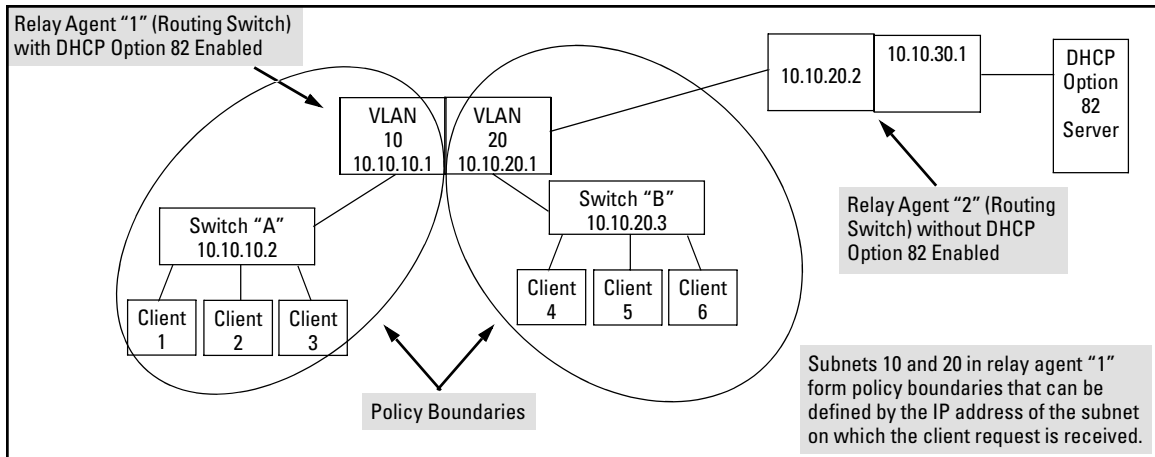 Relay Agent “1” (Routing Switch)
with DHCP Option 82 Enabled
VLAN
10
10.10.10.1
VLAN
20
10.10.20.1
10.10.20.2
10.10.30.1
DHCP
Option
82
Server
Switch “A”
10.10.10.2
Switch “B”
10.10.20.3
Relay Agent “2” (Routing
Switch) without DHCP
Option 82 Enabled
Client
1
Client
2
Client
3
Client
4
Client
5
Client
6
Policy Boundaries
Subnets 10 and 20 in relay agent “1”
form policy boundaries that can be
defined by the IP address of the subnet
on which the client request is received.